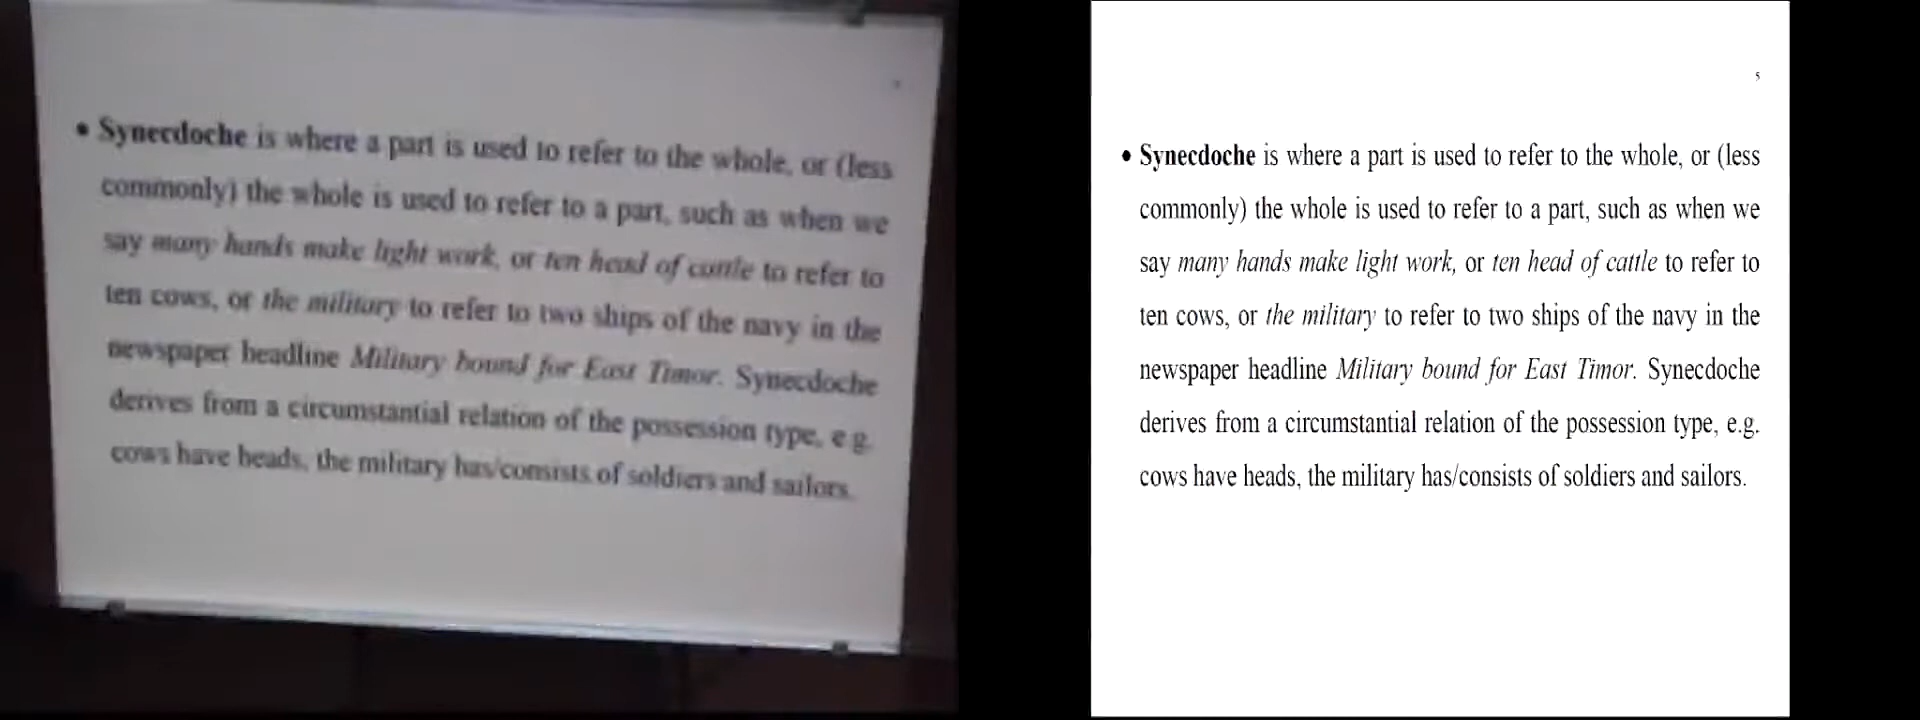 • Synecdoche is where a part is used to refer to the whole, or (less
commonly) the whole is used to refer to a part, such as when we
say many hands make light work, or ten head of cattle to refer to
ten cows, or the military to refer to two ships of the navy in the
newspaper headline Military bound for East Timor. Synecdoche
derives from a circumstantial relation of the possession type, e.g.
cows have heads, the military has/consists of soldiers and sailors.
5
• Synecdoche is where a part is used to refer to the whole, or (less
commonly) the whole is used to refer to a part, such as when we
say many hands make light work, or ten head of cattle to refer to
ten cows, or the military to refer to two ships of the navy in the
newspaper headline Military bound for East Timor. Synecdoche
derives from a circumstantial relation of the possession type, e.g.
cows have heads, the military has/consists of soldiers and sailors.